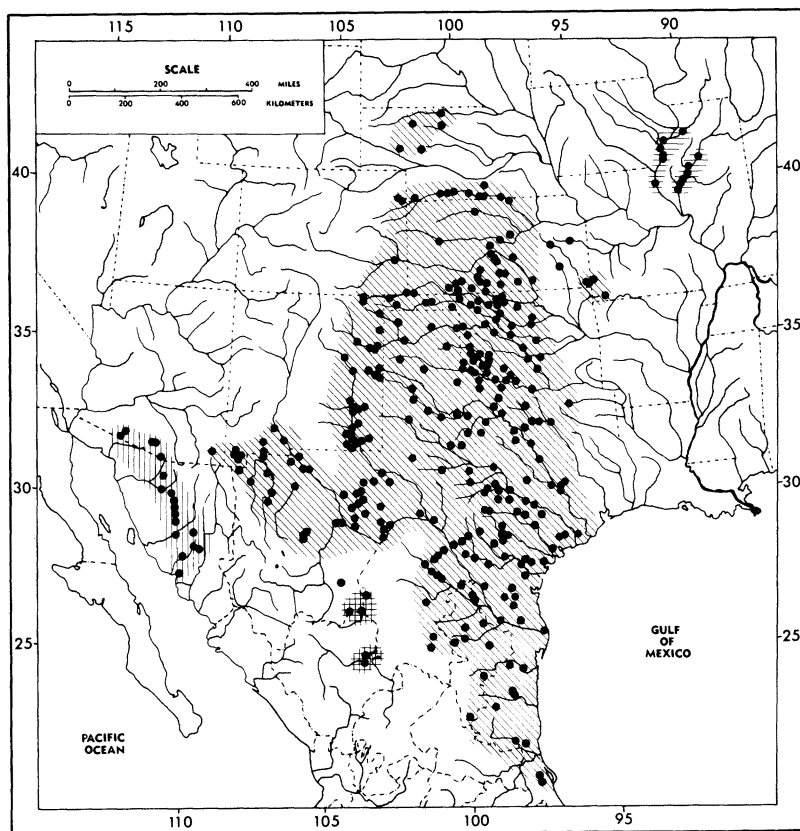 115 110 105 100 95 90
SCALE
0 200 400 MILES
0 200 400 600 KILOMETERS
40 40
35 35
30 30
25 25
GULF
OF
MEXICO
PACIFIC
OCEAN
110 105 100 95